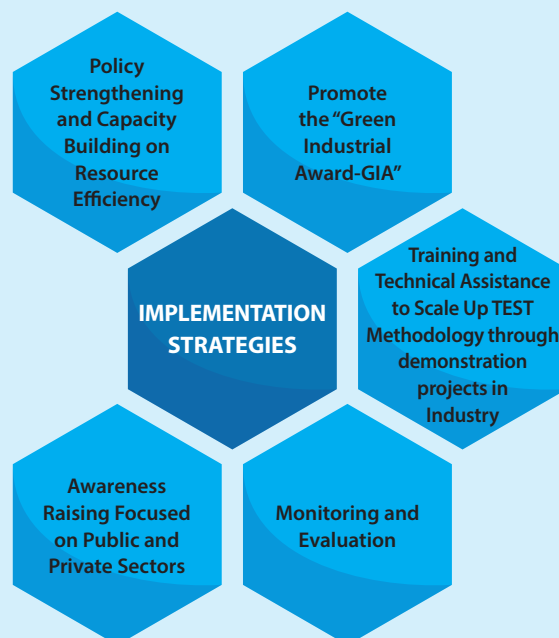 Policy
Strengthening
and Capacity
Building on
Resource
Efficiency
Promote
the “Green
Industrial
Award-GIA”
IMPLEMENTATION
STRATEGIES
Training and
Technical Assistance
to Scale Up TEST
Methodology through
demonstration
projects in
Industry
Awareness
Raising Focused
on Public and
Private Sectors
Monitoring and
Evaluation